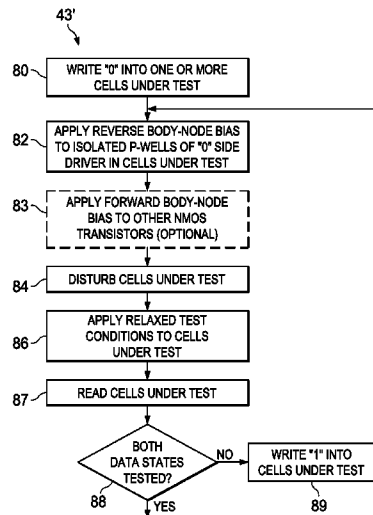 43'
80
WRITE "0" INTO ONE OR MORE
CELLS UNDER TEST
82
APPLY REVERSE BODY-NODE BIAS
TO ISOLATED P-WELLS OF "0" SIDE
DRIVER IN CELLS UNDER TEST
83
APPLY FORWARD BODY-NODE
BIAS TO OTHER NMOS
TRANSISTORS (OPTIONAL)
84
DISTURB CELLS UNDER TEST
86
APPLY RELAXED TEST
CONDITIONS TO CELLS
UNDER TEST
87
READ CELLS UNDER TEST
BOTH
DATA STATES
TESTED?
88
NO
YES
WRITE "1" INTO
CELLS UNDER TEST
89